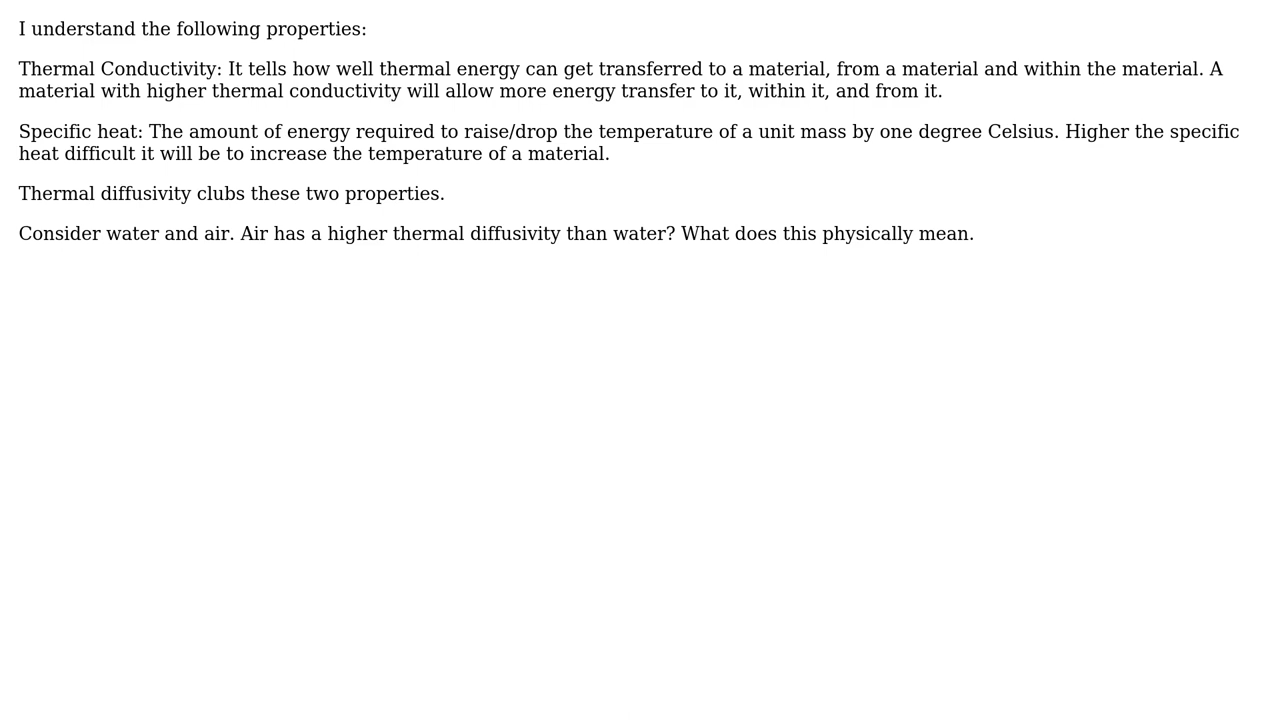 I understand the following properties:
Thermal Conductivity: It tells how well thermal energy can get transferred to a material, from a material and within the material. A
material with higher thermal conductivity will allow more energy transfer to it, within it, and from it.
Specific heat: The amount of energy required to raise/drop the temperature of a unit mass by one degree Celsius. Higher the specific
heat difficult it will be to increase the temperature of a material.
Thermal diffusivity clubs these two properties.
Consider water and air. Air has a higher thermal diffusivity than water? What does this physically mean.